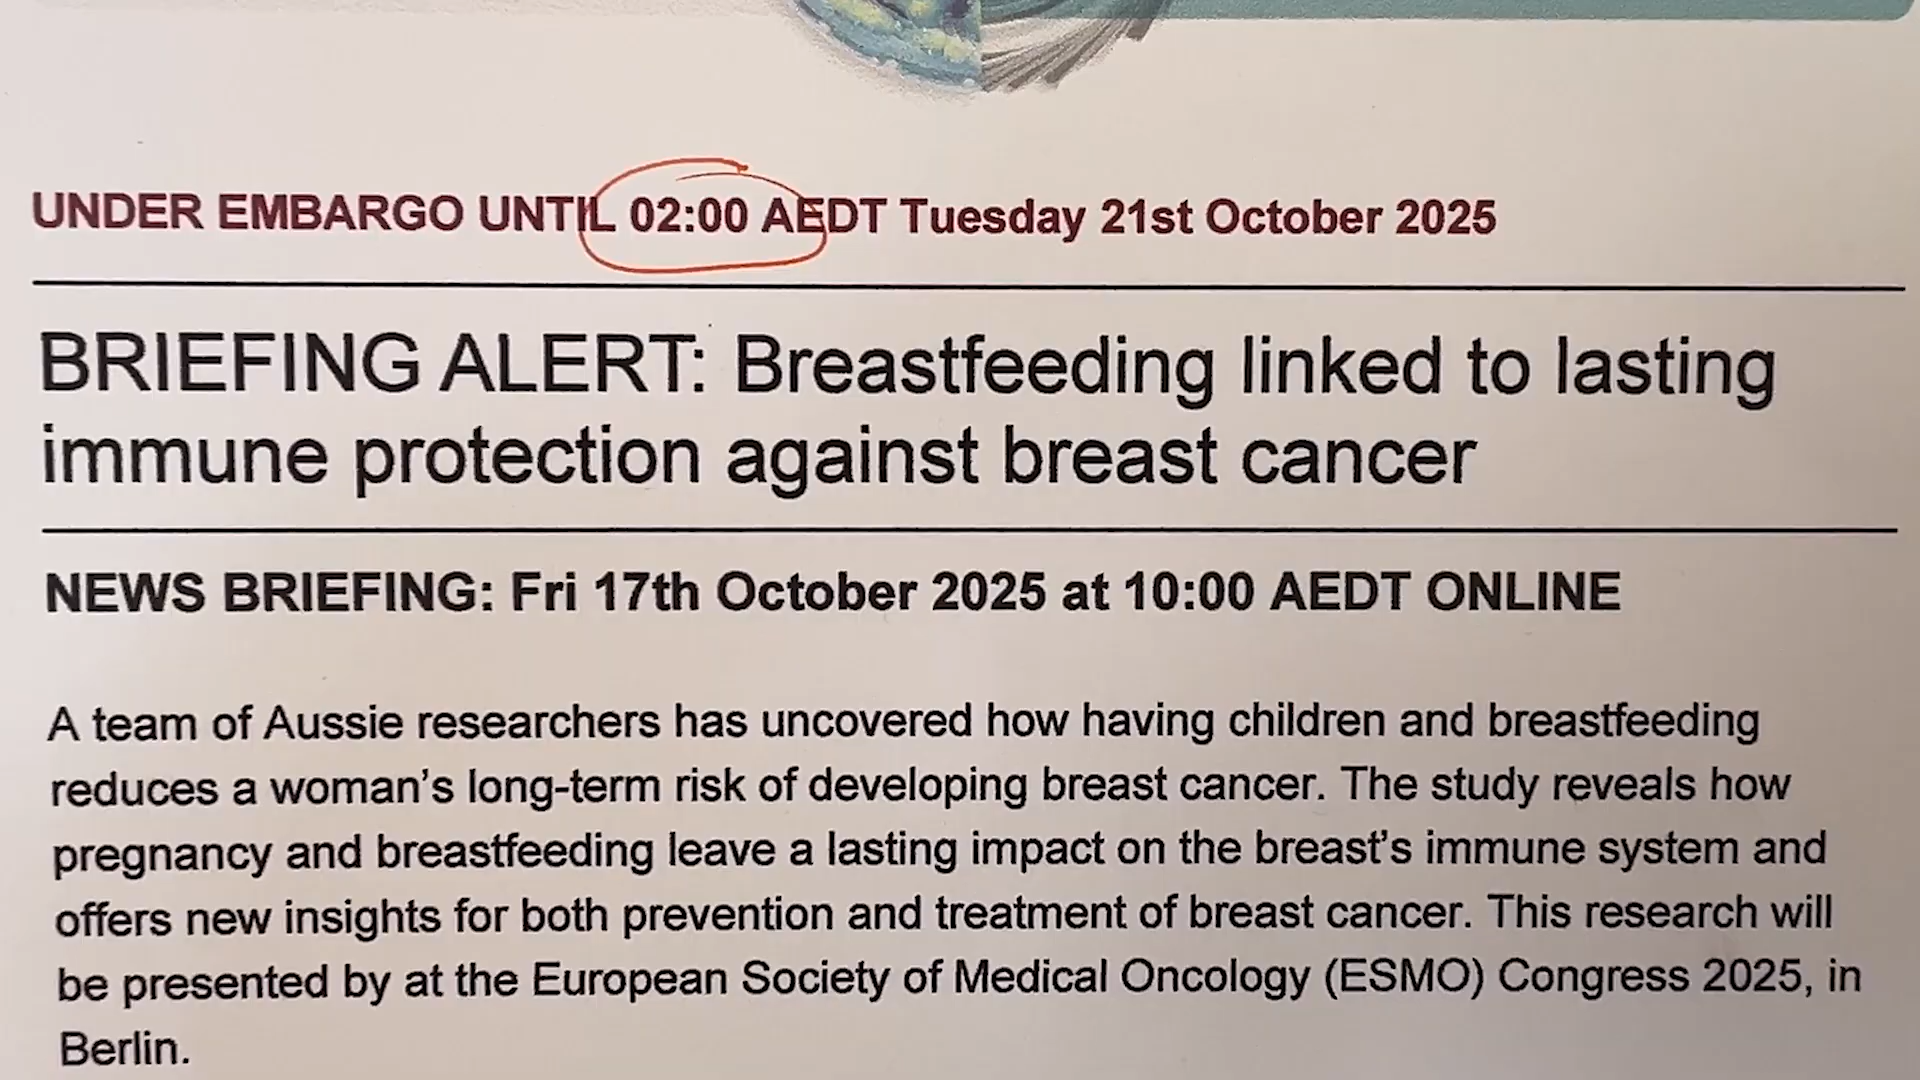 UNDER EMBARGO UNTIL 02:00 AEDT Tuesday 21st October 2025
BRIEFING ALERT: Breastfeeding linked to lasting
immune protection against breast cancer
NEWS BRIEFING: Fri 17th October 2025 at 10:00 AEDT ONLINE
A team of Aussie researchers has uncovered how having children and breastfeeding
reduces a woman’s long-term risk of developing breast cancer. The study reveals how
pregnancy and breastfeeding leave a lasting impact on the breast’s immune system and
offers new insights for both prevention and treatment of breast cancer. This research will
be presented by at the European Society of Medical Oncology (ESMO) Congress 2025, in
Berlin.